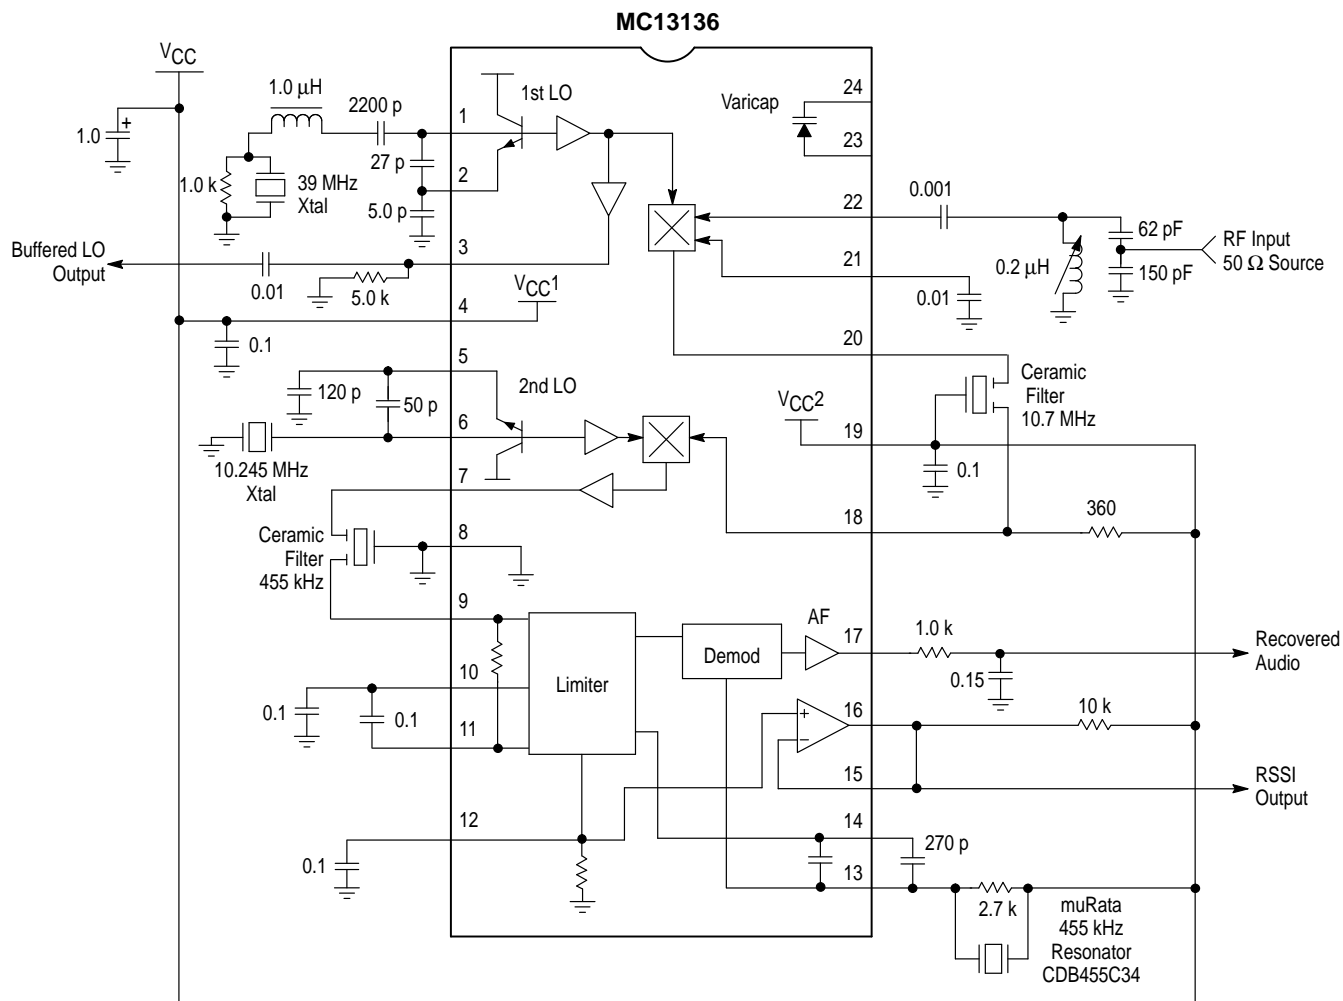 MC13136
VCC
1.0 µH
2200 p
1
1st LO
Varicap
24
23
1.0
+
27 p
2
1.0 k
39 MHz
Xtal
5.0 p
22
0.001
62 pF
RF Input
50 Ω Source
Buffered LO
Output
3
21
0.2 µH
150 pF
0.01
5.0 k
VCC1
0.01
4
0.1
20
5
120 p
50 p
2nd LO
Ceramic
Filter
10.7 MHz
VCC2
6
19
10.245 MHz
Xtal
7
0.1
18
360
Ceramic
Filter
455 kHz
8
9
AF
17
1.0 k
Recovered
Audio
Limiter
Demod
10
0.15
0.1
0.1
11
+
–
16
10 k
15
RSSI
Output
12
14
270 p
0.1
13
2.7 k
muRata
455 kHz
Resonator
CDB455C34